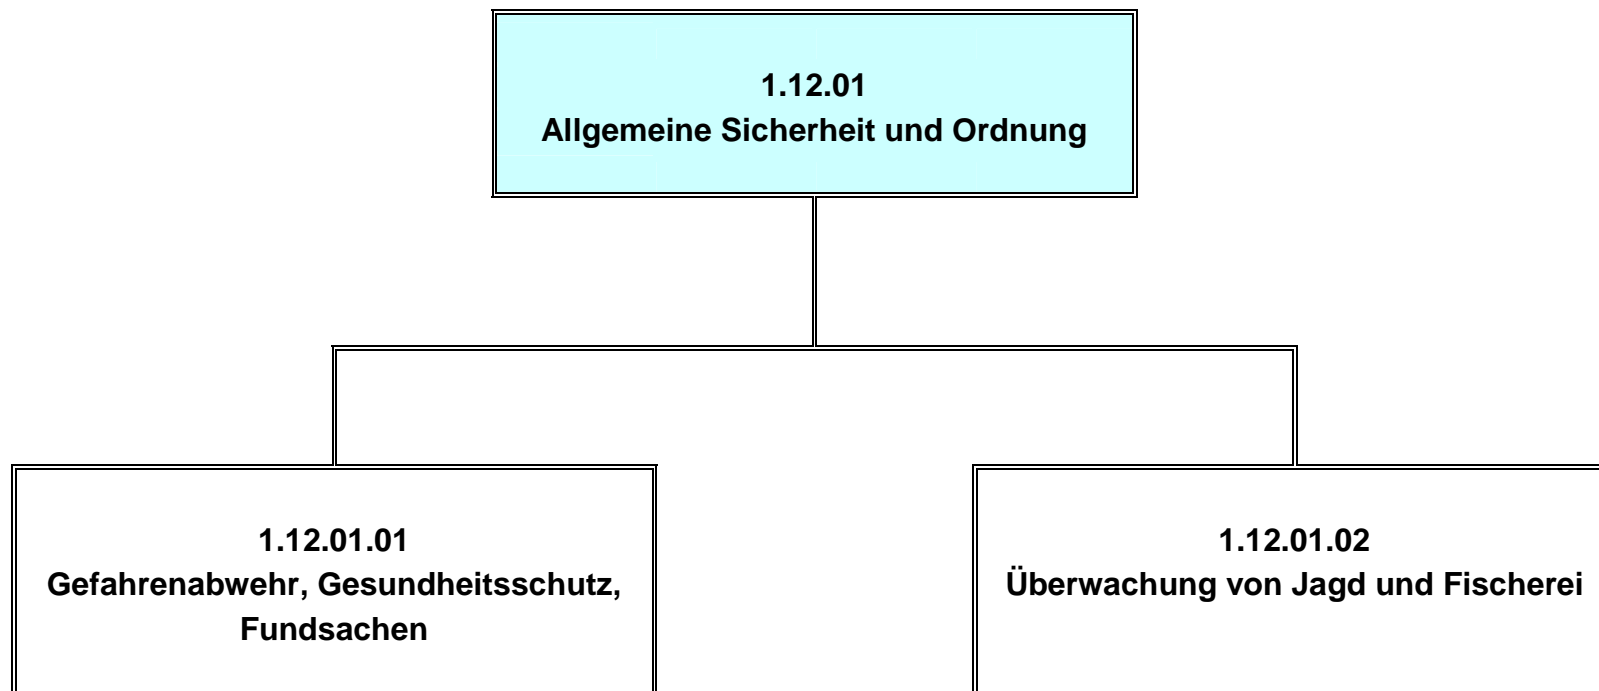 1.12.01
Allgemeine Sicherheit und Ordnung
1.12.01.01
Gefahrenabwehr, Gesundheitsschutz,
Fundsachen
1.12.01.02
Überwachung von Jagd und Fischerei